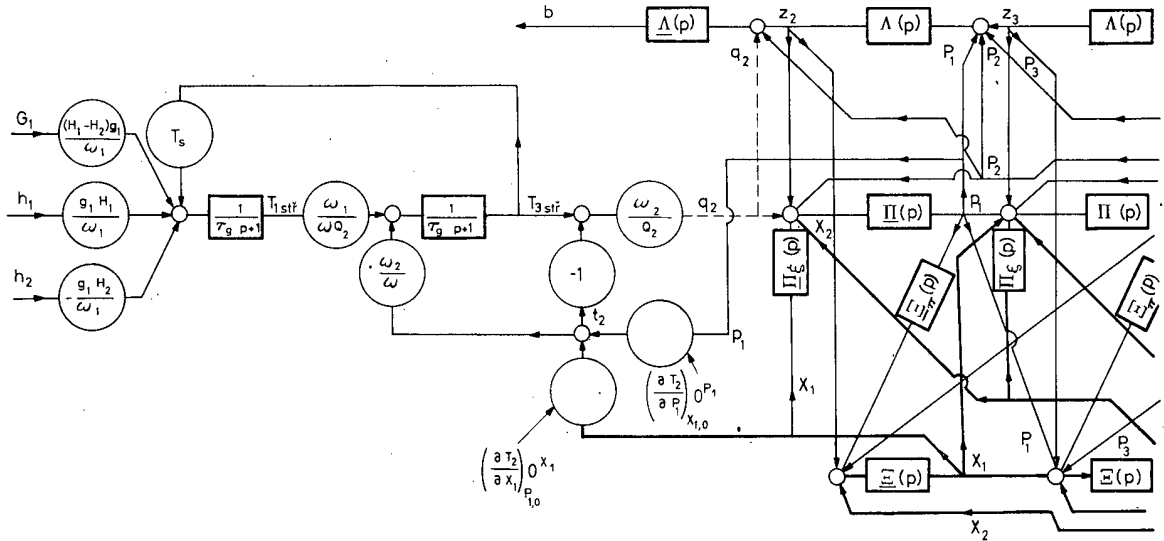 b
Λ(p)
z₂
Λ(p)
z₃
Λ(p)
q₂
P₁
P₂
P₃
G₁
(H₁-H₂)g₁
ω₁
Tₛ
P₂
h₁
g₁ H₁
ω₁
1
τg p+1
T₁ stř
ω₁
ωQ₂
1
τg p+1
T₃ stř
ω₂
Q₂
q₂
X₂
Π(p)
P₁
Π(p)
h₂
- g₁ H₂
ω₁
ω₂
ω
-1
Πξ(p)
Ξπ(p)
Πξ(p)
Ξπ(p)
t₂
p₁
(∂T₂ / ∂P₁) X₁,₀ 0 P₁
X₁
(∂T₂ / ∂X₁) P₁,₀ 0 X₁
X₁
P₁
P₃
Ξ(p)
Ξ(p)
X₂